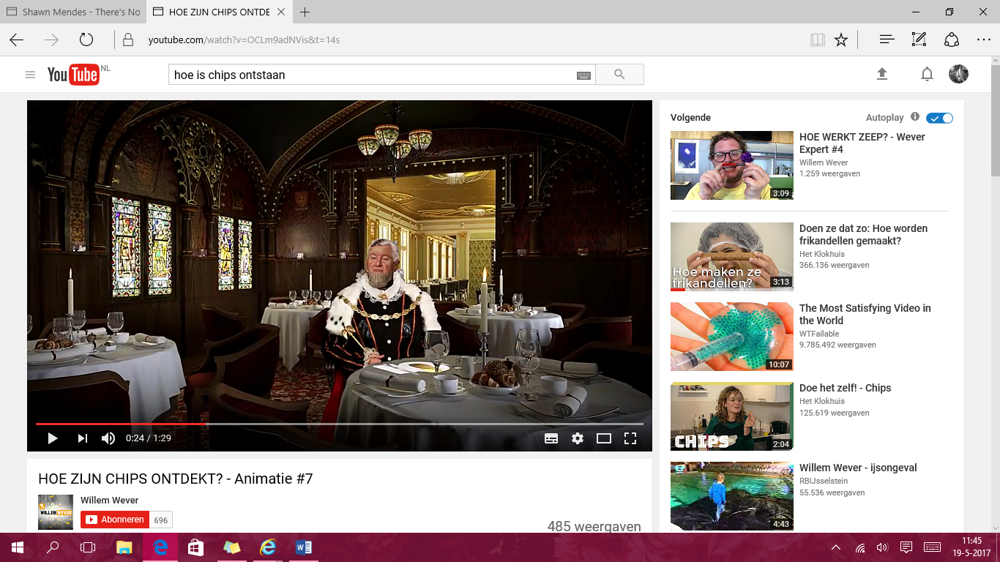 Shawn Mendes - There's No
HOE ZIJN CHIPS ONTDE
youtube.com/watch?v=OCLm9adNVis&t=14s
YouTube NL
hoe is chips ontstaan
0:24 / 1:29
HOE ZIJN CHIPS ONTDEKT? - Animatie #7
WILLEM WEVER
Willem Wever
Abonneren 696
485 weergaven
Volgende
Autoplay
HOE WERKT ZEEP? - Wever
Expert #4
Willem Wever
1.259 weergaven
3:09
Doen ze dat zo: Hoe worden
frikandellen gemaakt?
Het Klokhuis
366.136 weergaven
Hoe maken ze
frikandellen?
3:13
The Most Satisfying Video in
the World
WTFailable
9.785.492 weergaven
10:07
Doe het zelf! - Chips
Het Klokhuis
125.619 weergaven
CHIPS
2:04
Willem Wever - ijsongeval
RBIJsselstein
55.536 weergaven
4:43
11:45
19-5-2017